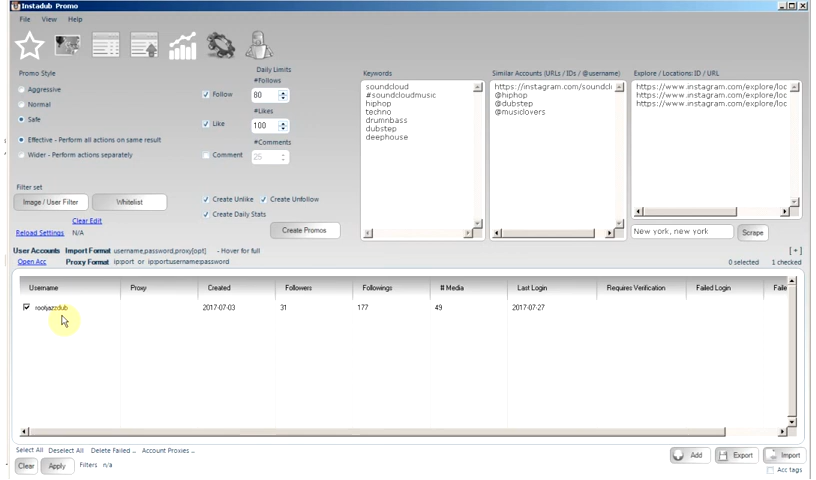 Instadub Promo
File View Help
Promo Style
Aggressive
Normal
Safe
Effective - Perform all actions on same result
Wider - Perform actions separately
Filter set
Image / User Filter Whitelist
Clear Edit
Reload Settings N/A
Daily Limits
#Follows
Follow 80
#Likes
Like 100
#Comments
Comment 25
Create Unlike Create Unfollow
Create Daily Stats
Create Promos
Keywords
soundcloud
#soundcloudmusic
hiphop
techno
drumnbass
dubstep
deephouse
Similar Accounts (URLs / IDs / @username)
https://instagram.com/soundcl
@hiphop
@dubstep
@musiclovers
Explore / Locations: ID / URL
https://www.instagram.com/explore/loc
https://www.instagram.com/explore/loc
https://www.instagram.com/explore/loc
New york, new york Scrape
User Accounts Import Format username,password,proxy[opt] - Hover for full [+]
Open Acc Proxy Format ip:port or ip:port:username:password 0 selected 1 checked
Username Proxy Created Followers Followings # Media Last Login Requires Verification Failed Login Faile
rootjazzdub 2017-07-03 31 177 49 2017-07-27
Select All Deselect All Delete Failed .. Account Proxies ..
Clear Apply Filters n/a
Add Export Import
Acc tags